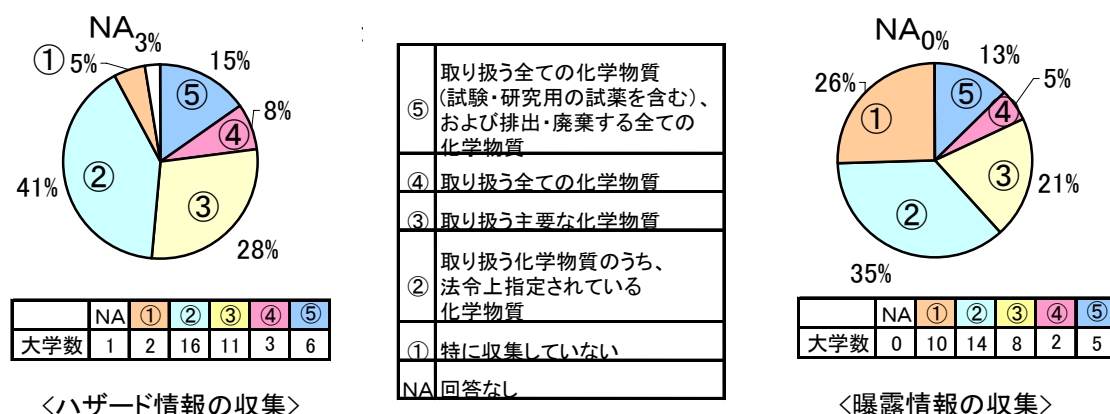 NA 3%
① 5%
15%
⑤
8%
④
41%
②
③
28%
NA ① ② ③ ④ ⑤
大学数 1 2 16 11 3 6
<ハザード情報の収集>
⑤ 取り扱う全ての化学物質
(試験・研究用の試薬を含む)、
および排出・廃棄する全ての
化学物質
④ 取り扱う全ての化学物質
③ 取り扱う主要な化学物質
② 取り扱う化学物質のうち、
法令上指定されている
化学物質
① 特に収集していない
NA 回答なし
NA 0%
13%
26%
①
⑤
5%
④
③
21%
②
35%
NA ① ② ③ ④ ⑤
大学数 0 10 14 8 2 5
<曝露情報の収集>